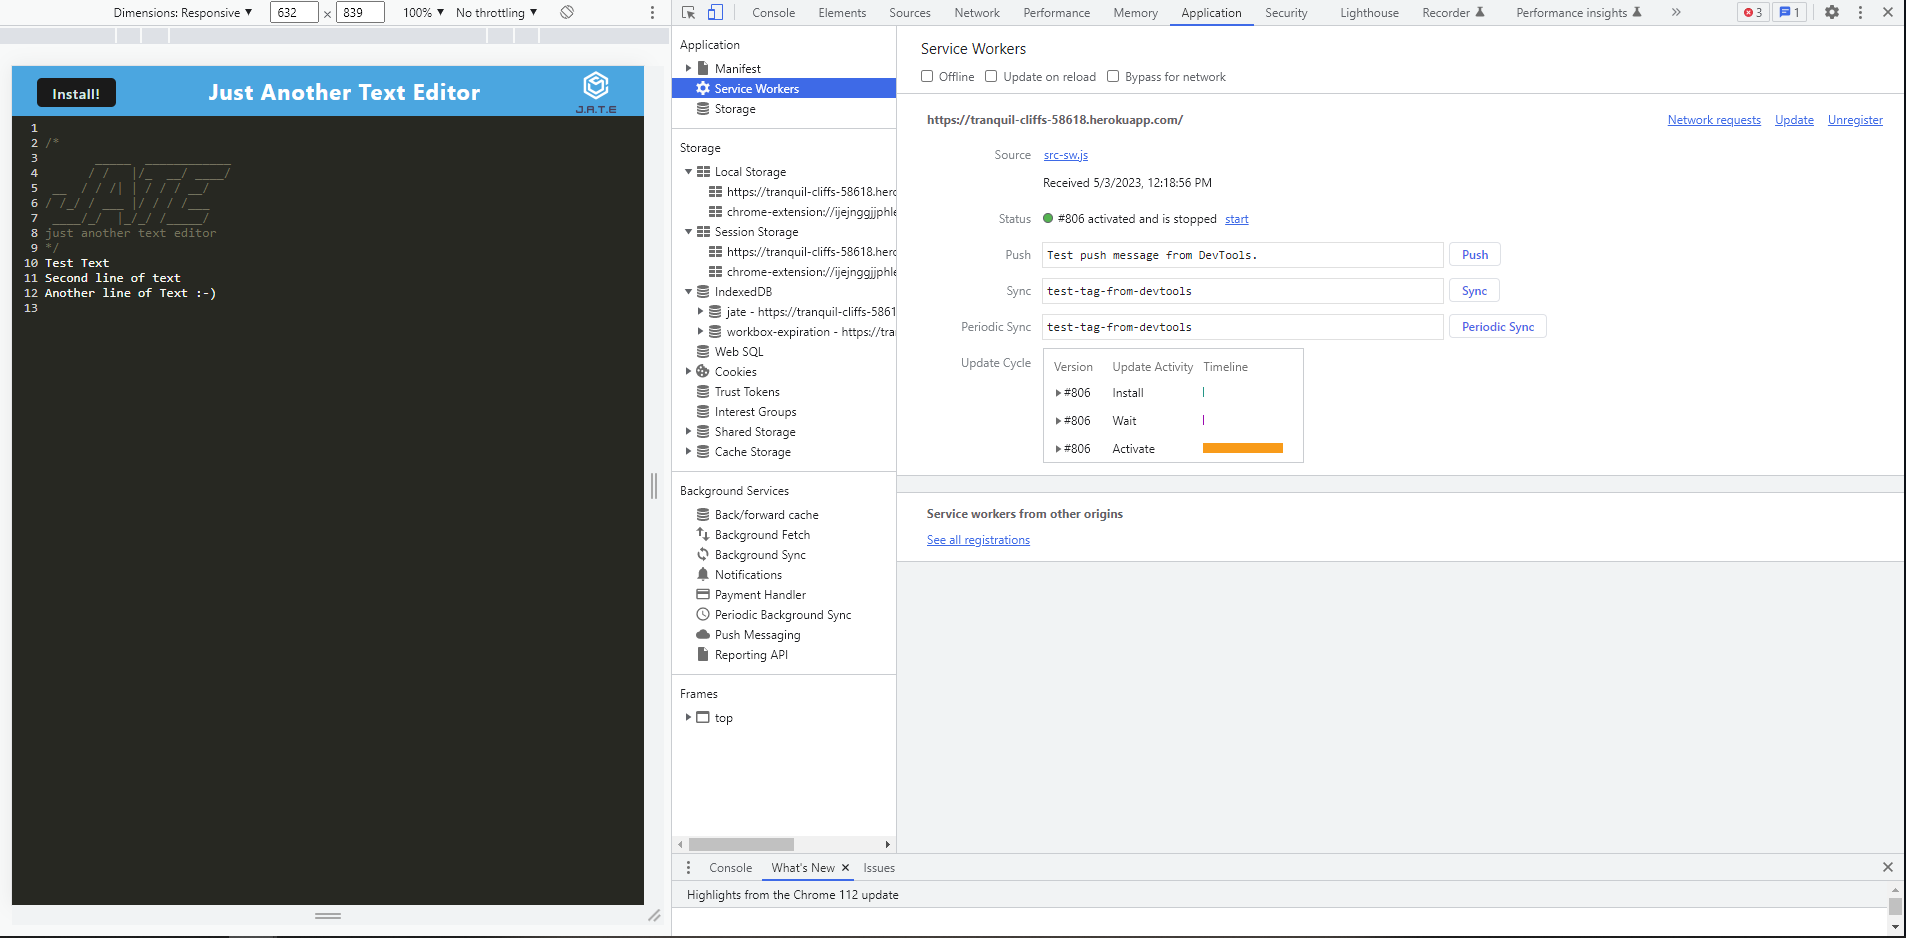 Dimensions: Responsive ▼ 632 × 839 100% ▼ No throttling ▼
Install! Just Another Text Editor J.A.T.E
1
2 /*
3        _____  ____________
4       / /   |/_  __/ ____/
5  __  / / /| | / / / __/
6 / /_/ / ___ |/ / / /___
7  ____/_/  |_/_/ /_____/
8 just another text editor
9 */
10 Test Text
11 Second line of text
12 Another line of Text :-)
13
Console Elements Sources Network Performance Memory Application Security Lighthouse Recorder Performance insights » 3 1
Application
Manifest
Service Workers
Storage
Storage
Local Storage
https://tranquil-cliffs-58618.hero
chrome-extension://ijejnggjjphle
Session Storage
https://tranquil-cliffs-58618.hero
chrome-extension://ijejnggjjphle
IndexedDB
jate - https://tranquil-cliffs-5861
workbox-expiration - https://tra
Web SQL
Cookies
Trust Tokens
Interest Groups
Shared Storage
Cache Storage
Background Services
Back/forward cache
Background Fetch
Background Sync
Notifications
Payment Handler
Periodic Background Sync
Push Messaging
Reporting API
Frames
top
Service Workers
Offline Update on reload Bypass for network
https://tranquil-cliffs-58618.herokuapp.com/ Network requests Update Unregister
Source src-sw.js
Received 5/3/2023, 12:18:56 PM
Status #806 activated and is stopped start
Push Test push message from DevTools. Push
Sync test-tag-from-devtools Sync
Periodic Sync test-tag-from-devtools Periodic Sync
Update Cycle Version Update Activity Timeline
#806 Install
#806 Wait
#806 Activate
Service workers from other origins
See all registrations
Console What's New Issues
Highlights from the Chrome 112 update